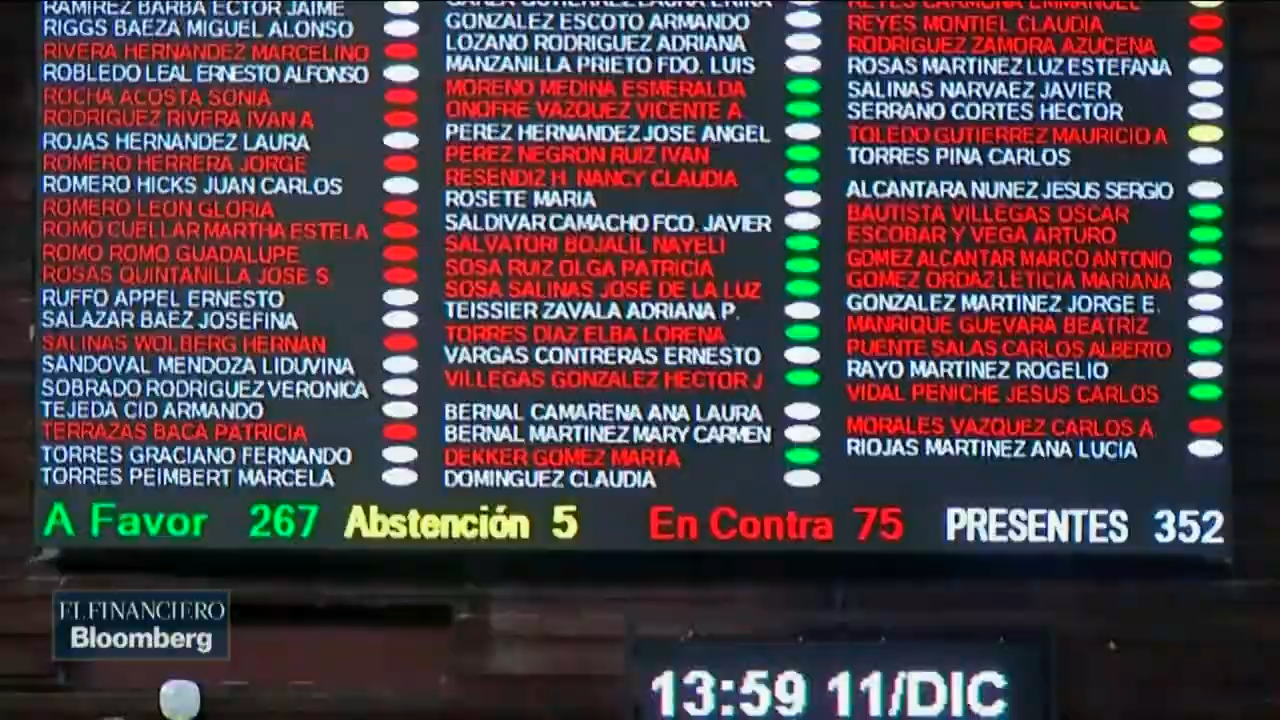 RAMIREZ BARBA ECTOR JAIME
RIGGS BAEZA MIGUEL ALONSO
RIVERA HERNANDEZ MARCELINO
ROBLEDO LEAL ERNESTO ALFONSO
ROCHA ACOSTA SONIA
RODRIGUEZ RIVERA IVAN A
ROJAS HERNANDEZ LAURA
ROMERO HERRERA JORGE
ROMERO HICKS JUAN CARLOS
ROMERO LEON GLORIA
ROMO CUELLAR MARTHA ESTELA
ROMO ROMO GUADALUPE
ROSAS QUINTANILLA JOSE S
RUFFO APPEL ERNESTO
SALAZAR BAEZ JOSEFINA
SALINAS WOLBERG HERNAN
SANDOVAL MENDOZA LIDUVINA
SOBRADO RODRIGUEZ VERONICA
TEJEDA CID ARMANDO
TERRAZAS BACA PATRICIA
TORRES GRACIANO FERNANDO
TORRES PEIMBERT MARCELA
GONZALEZ ESCOTO ARMANDO
LOZANO RODRIGUEZ ADRIANA
MANZANILLA PRIETO FDO. LUIS
MORENO MEDINA ESMERALDA
ONOFRE VAZQUEZ VICENTE A
PEREZ HERNANDEZ JOSE ANGEL
PEREZ NEGRON RUIZ IVAN
RESENDIZ H NANCY CLAUDIA
ROSETE MARIA
SALDIVAR CAMACHO FCO. JAVIER
SALVATORI BOJALIL NAYELI
SOSA RUIZ OLGA PATRICIA
SOSA SALINAS JOSE DE LA LUZ
TEISSIER ZAVALA ADRIANA P.
TORRES DIAZ ELBA LORENA
VARGAS CONTRERAS ERNESTO
VILLEGAS GONZALEZ HECTOR J
BERNAL CAMARENA ANA LAURA
BERNAL MARTINEZ MARY CARMEN
DEKKER GOMEZ MARTA
DOMINGUEZ CLAUDIA
REYES CARMONA EMMANUEL
REYES MONTIEL CLAUDIA
RODRIGUEZ ZAMORA AZUCENA
ROSAS MARTINEZ LUZ ESTEFANIA
SALINAS NARVAEZ JAVIER
SERRANO CORTES HECTOR
TOLEDO GUTIERREZ MAURICIO A
TORRES PINA CARLOS
ALCANTARA NUNEZ JESUS SERGIO
BAUTISTA VILLEGAS OSCAR
ESCOBAR Y VEGA ARTURO
GOMEZ ALCANTAR MARCO ANTONIO
GOMEZ ORDAZ LETICIA MARIANA
GONZALEZ MARTINEZ JORGE E.
MANRIQUE GUEVARA BEATRIZ
PUENTE SALAS CARLOS ALBERTO
RAYO MARTINEZ ROGELIO
VIDAL PENICHE JESUS CARLOS
MORALES VAZQUEZ CARLOS A
RIOJAS MARTINEZ ANA LUCIA
A Favor 267 Abstención 5 En Contra 75 PRESENTES 352
EL FINANCIERO
Bloomberg
13:59 11/DIC